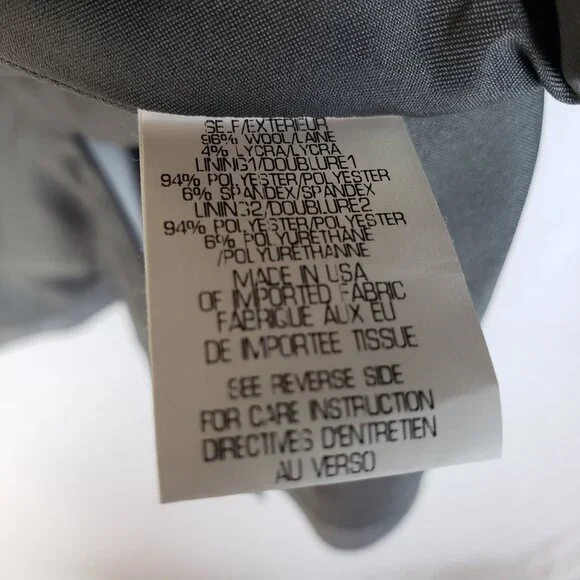 SELF/EXTERIEUR
96% WOOL/LAINE
4% LYCRA/LYCRA
LINING1/DOUBLURE1
94% POLYESTER/POLYESTER
6% SPANDEX/SPANDEX
LINING2/DOUBLURE2
94% POLYESTER/POLYESTER
6% POLYURETHANE
/POLYURETHANNE
MADE IN USA
OF IMPORTED FABRIC
FABRIQUE AUX EU
DE IMPORTEE TISSUE
SEE REVERSE SIDE
FOR CARE INSTRUCTION
DIRECTIVES D'ENTRETIEN
AU VERSO